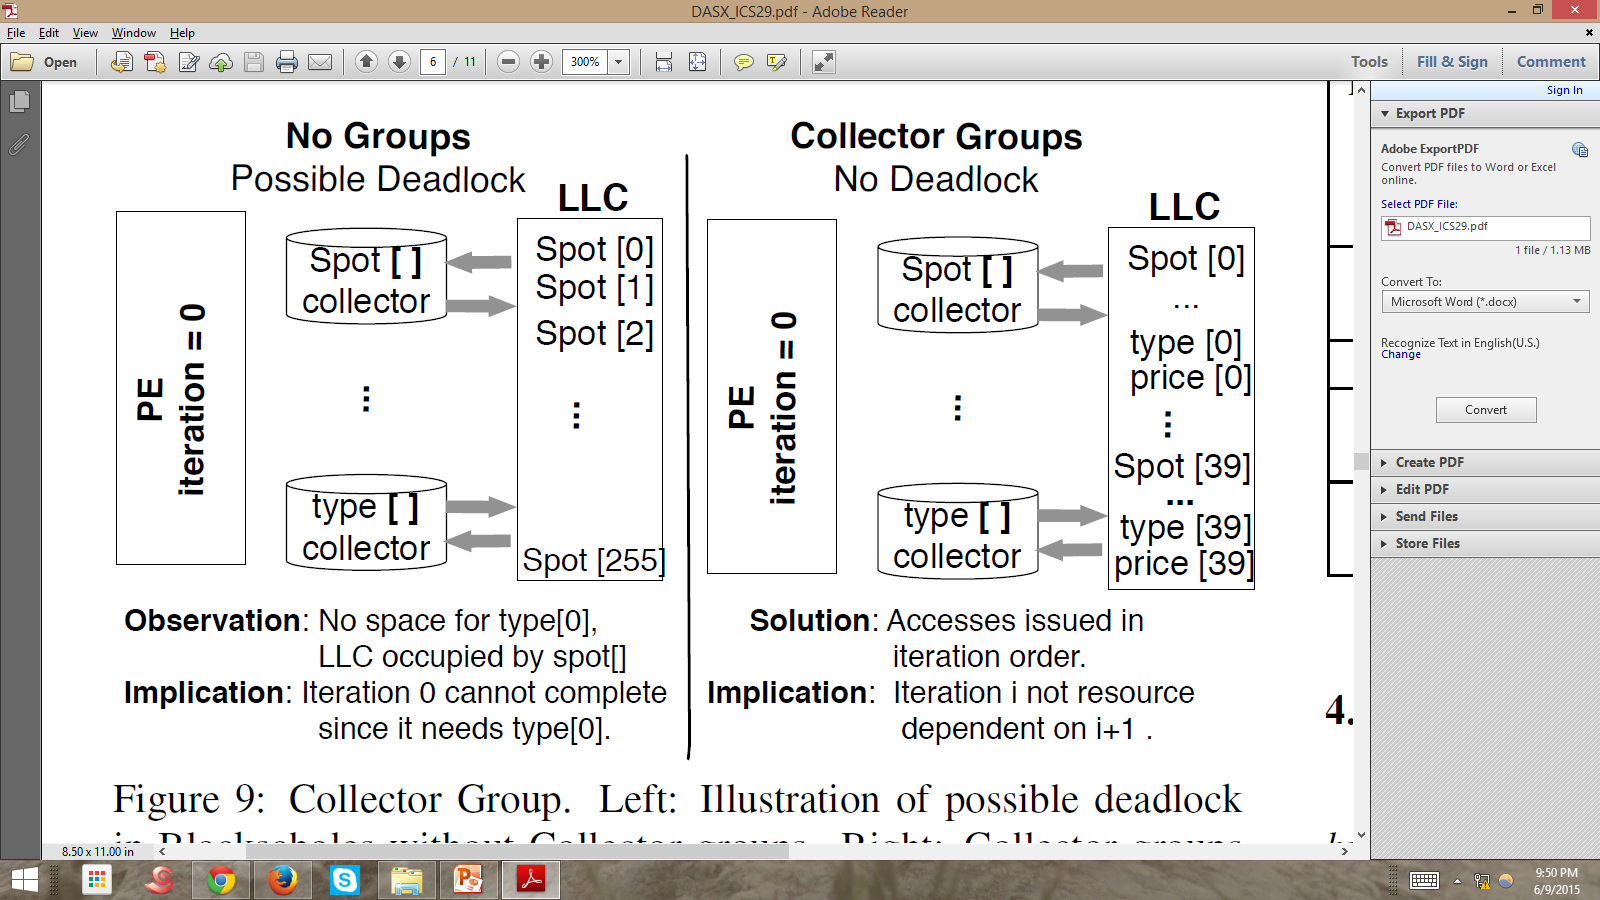 DASX_ICS29.pdf - Adobe Reader
File Edit View Window Help
Open 6 / 11 300% Tools Fill & Sign Comment
Sign In
No Groups
Possible Deadlock
LLC
PE
iteration = 0
Spot [ ]
collector
...
type [ ]
collector
Spot [0]
Spot [1]
Spot [2]
...
Spot [255]
Observation: No space for type[0],
LLC occupied by spot[]
Implication: Iteration 0 cannot complete
since it needs type[0].
Collector Groups
No Deadlock
LLC
PE
iteration = 0
Spot [ ]
collector
...
type [ ]
collector
Spot [0]
...
type [0]
price [0]
...
Spot [39]
...
type [39]
price [39]
Solution: Accesses issued in
iteration order.
Implication: Iteration i not resource
dependent on i+1 .
4.
Figure 9: Collector Group. Left: Illustration of possible deadlock
in Blackscholes without Collector groups. Right: Collector groups
8.50 x 11.00 in
Export PDF
Adobe ExportPDF
Convert PDF files to Word or Excel
online.
Select PDF File:
DASX_ICS29.pdf
1 file / 1.13 MB
Convert To:
Microsoft Word (*.docx)
Recognize Text in English(U.S.)
Change
Convert
Create PDF
Edit PDF
Send Files
Store Files
9:50 PM
6/9/2015